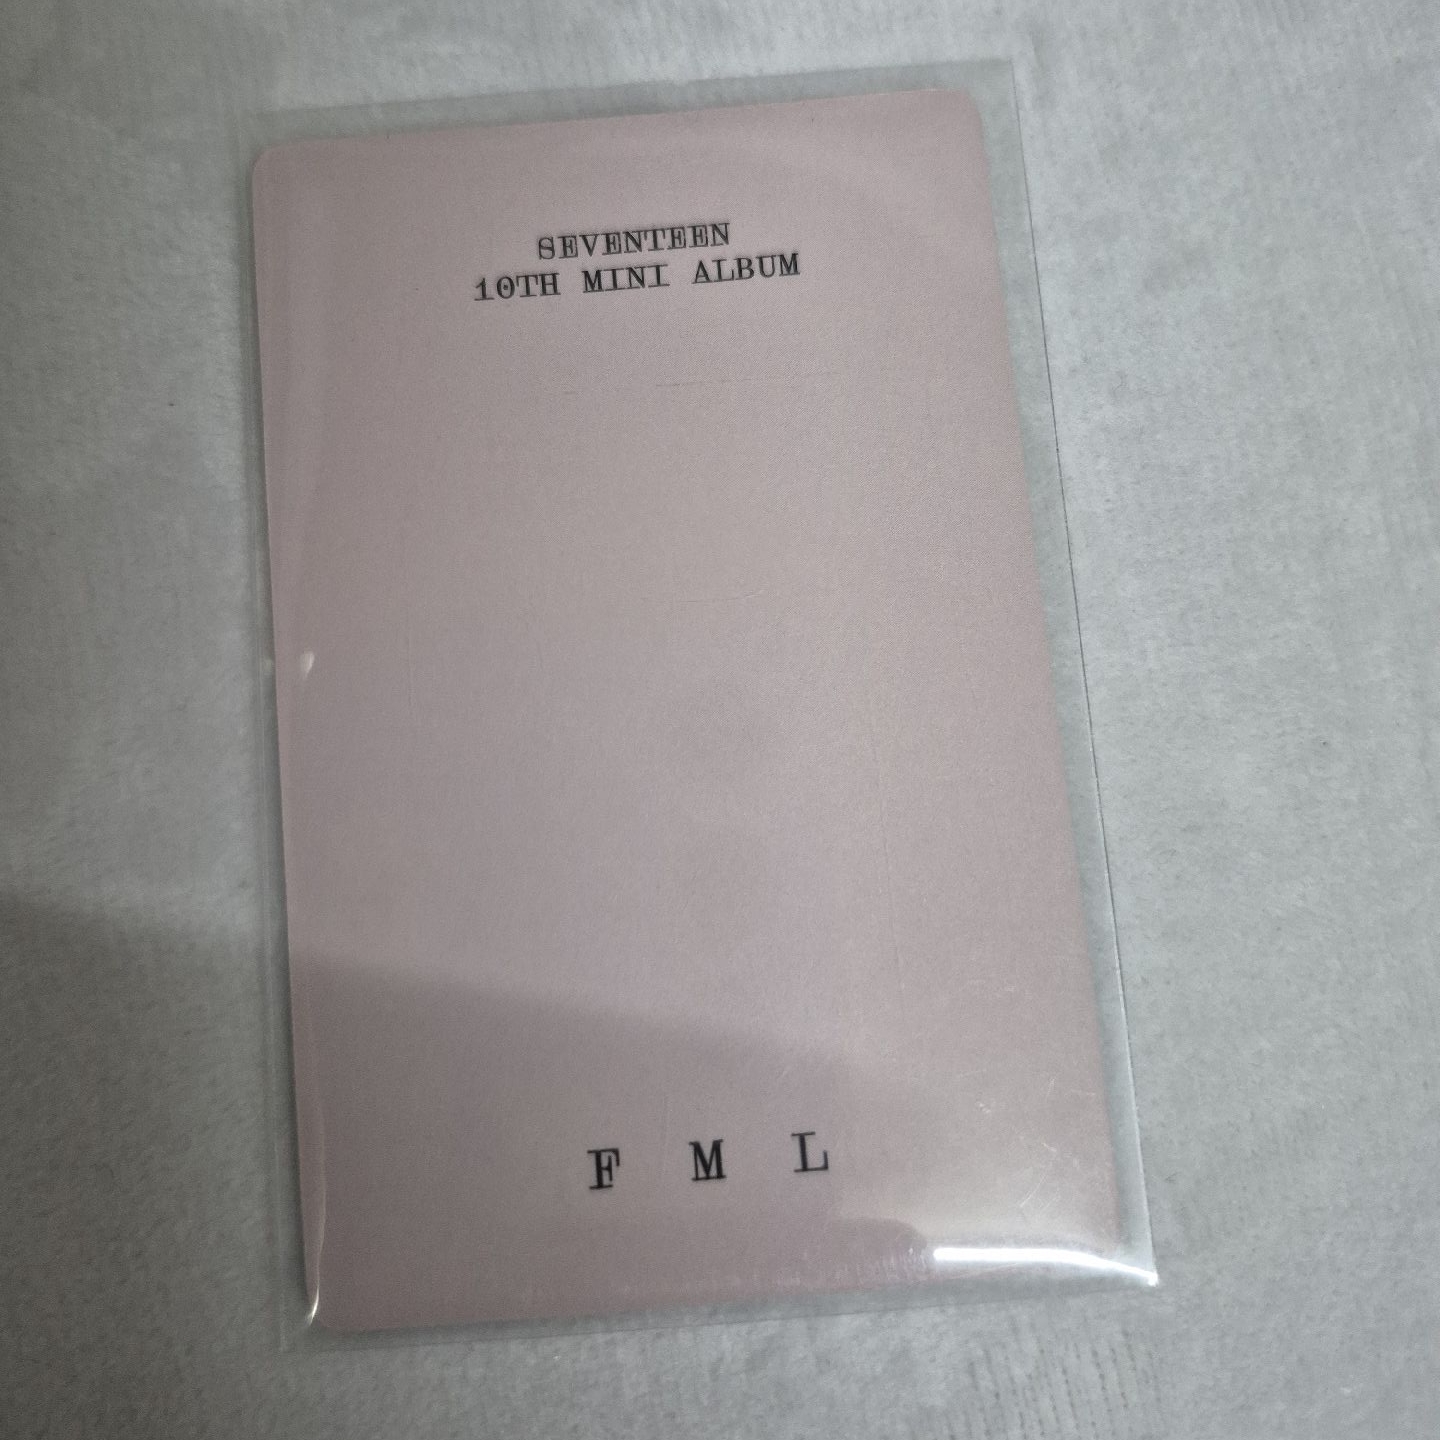 SEVENTEEN
10TH MINI ALBUM
F M L